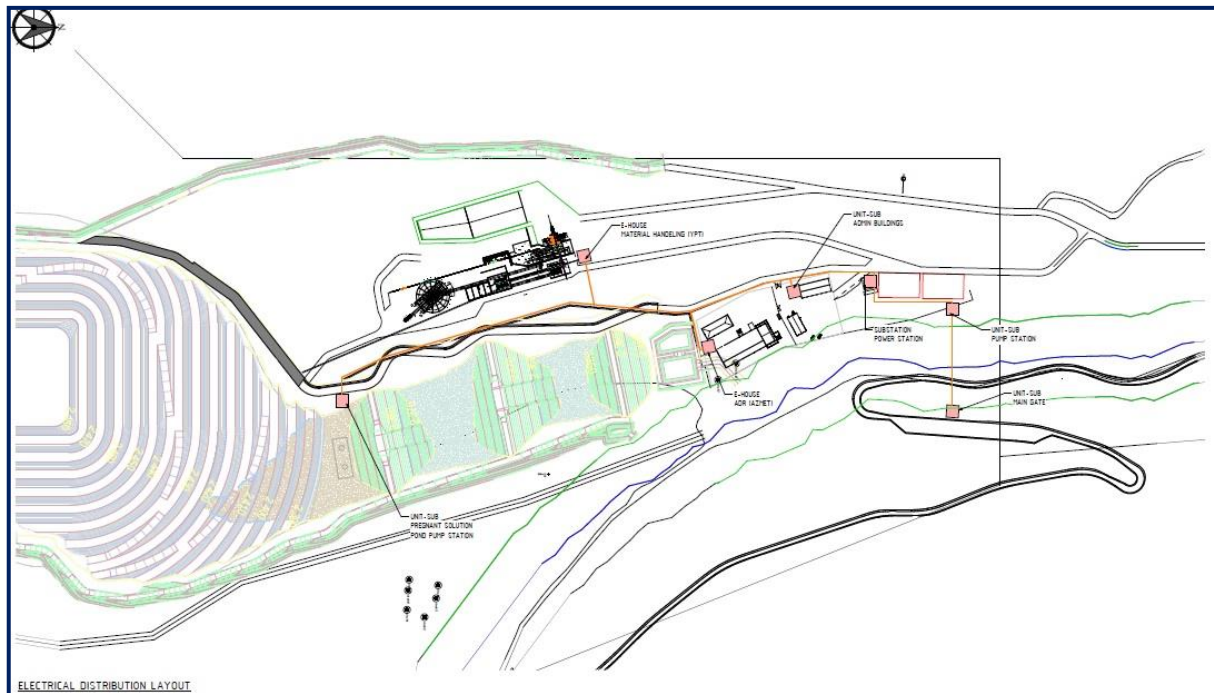 UNIT-SUB
ADMIN BUILDINGS
E-HOUSE
MATERIAL HANDELING (YPT)
SUBSTATION
POWER STATION
UNIT-SUB
PUMP STATION
E-HOUSE
ADR (AZMET)
UNIT-SUB
MAIN GATE
UNIT-SUB
PREGNANT SOLUTION
POND PUMP STATION
ELECTRICAL DISTRIBUTION LAYOUT